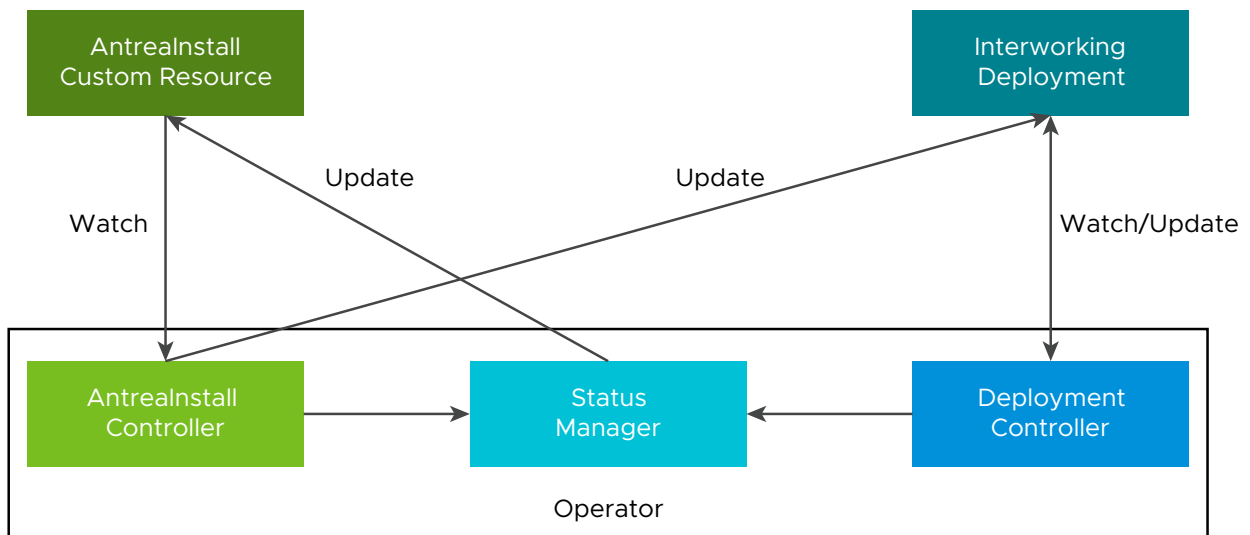 AntreaInstall
Custom Resource
Interworking
Deployment
Update
Update
Watch
Watch/Update
AntreaInstall
Controller
Status
Manager
Deployment
Controller
Operator